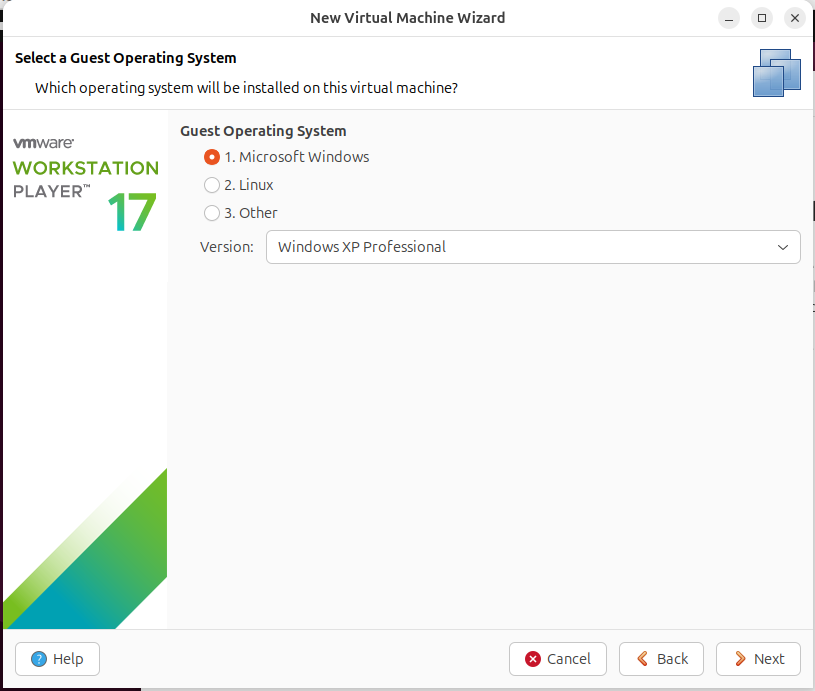 New Virtual Machine Wizard
Select a Guest Operating System
Which operating system will be installed on this virtual machine?
vmware
WORKSTATION
PLAYER™
17
Guest Operating System
1. Microsoft Windows
2. Linux
3. Other
Version: Windows XP Professional
? Help
Cancel
Back
Next